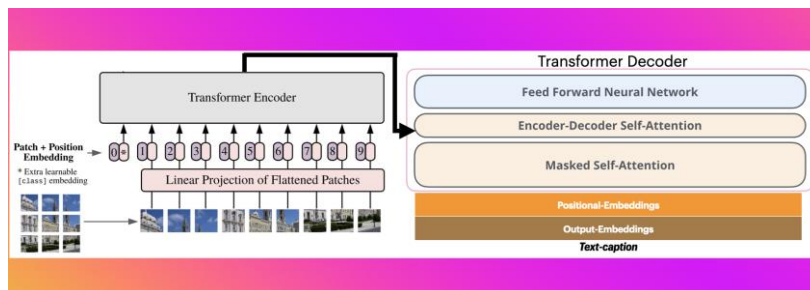 Transformer Decoder
Transformer Encoder
Feed Forward Neural Network
Encoder-Decoder Self-Attention
Masked Self-Attention
Patch + Position
Embedding
0 * 1 2 3 4 5 6 7 8 9
* Extra learnable
[class] embedding
Linear Projection of Flattened Patches
Positional-Embeddings
Output-Embeddings
Text-caption